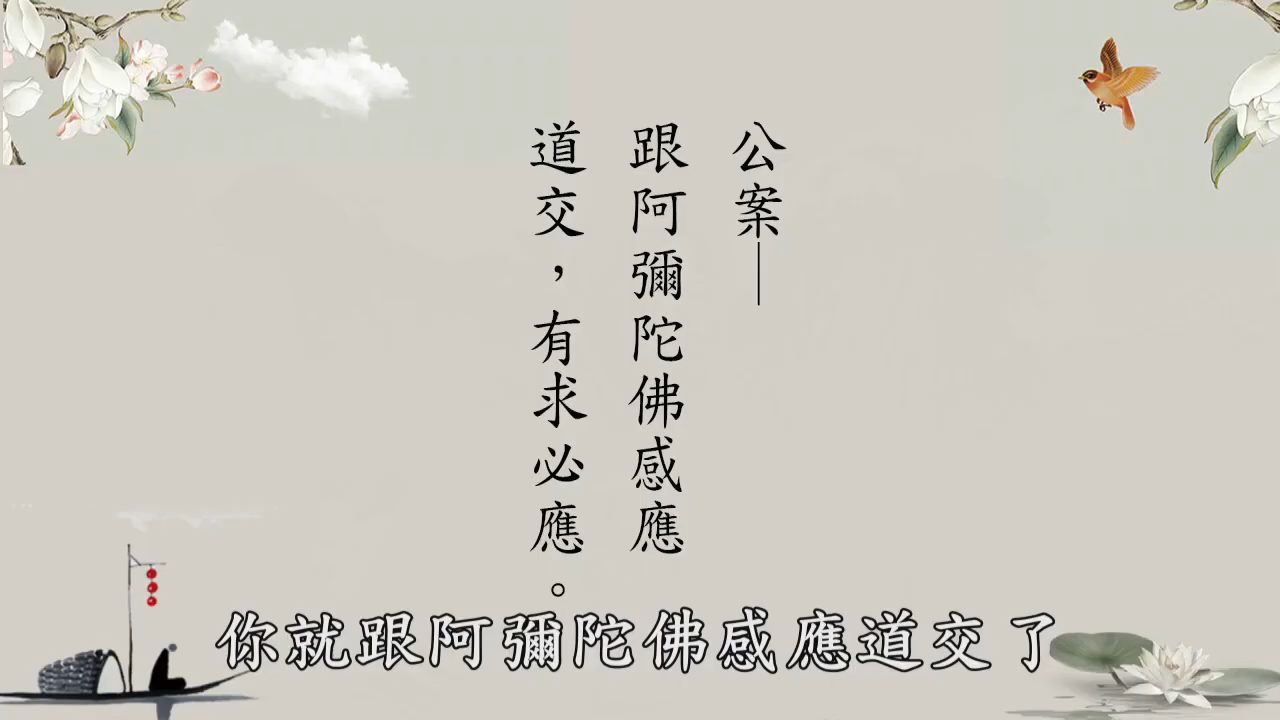 公案——
跟阿彌陀佛感應
道交，有求必應。
你就跟阿彌陀佛感應道交了